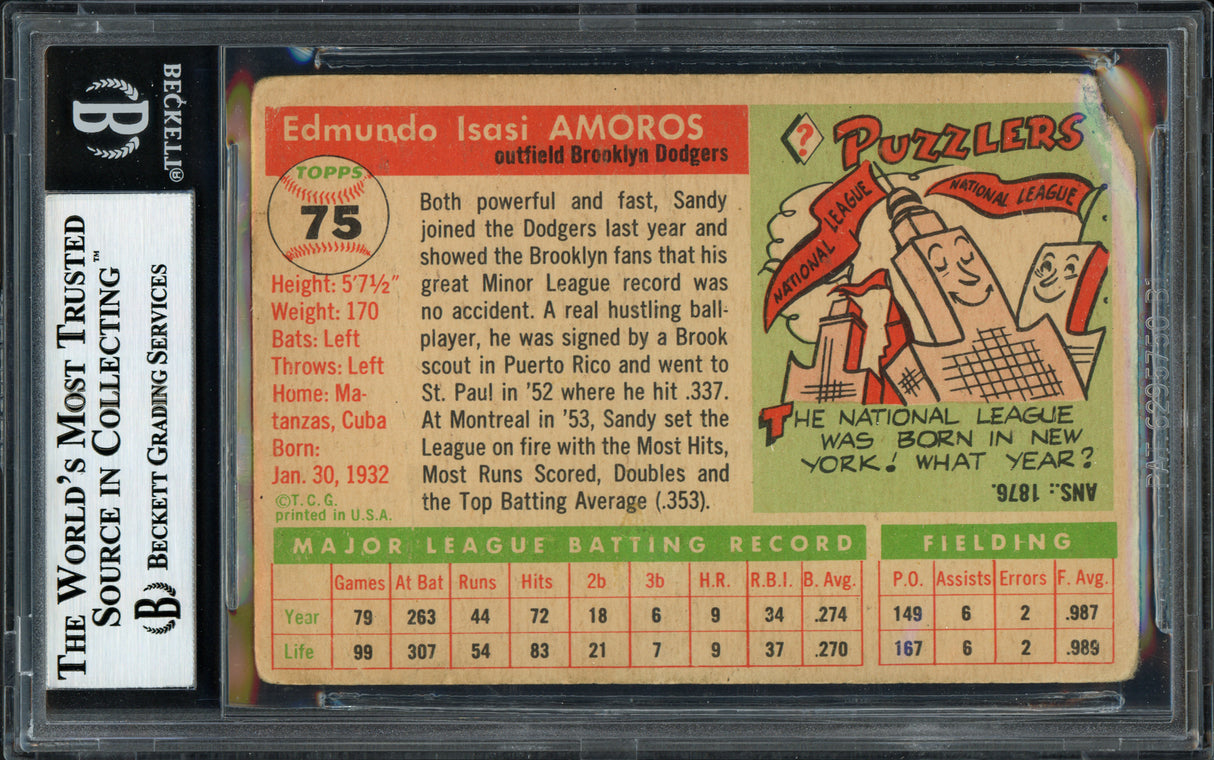 BECKETT®
B
THE WORLD'S MOST TRUSTED
SOURCE IN COLLECTING™
BECKETT GRADING SERVICES
B
Edmundo Isasi AMOROS
outfield Brooklyn Dodgers
TOPPS
75
Height: 5'7½"
Weight: 170
Bats: Left
Throws: Left
Home: Ma-
tanzas, Cuba
Born:
Jan. 30, 1932
©T. C. G.
printed in U.S.A.
Both powerful and fast, Sandy
joined the Dodgers last year and
showed the Brooklyn fans that his
great Minor League record was
no accident. A real hustling ball-
player, he was signed by a Brook
scout in Puerto Rico and went to
St. Paul in '52 where he hit .337.
At Montreal in '53, Sandy set the
League on fire with the Most Hits,
Most Runs Scored, Doubles and
the Top Batting Average (.353).
? PUZZLERS
NATIONAL LEAGUE
NATIONAL LEAGUE
THE NATIONAL LEAGUE
WAS BORN IN NEW
YORK! WHAT YEAR?
ANS.: 1876.
MAJOR LEAGUE BATTING RECORD
Games At Bat Runs Hits 2b 3b H.R. R.B.I. B. Avg.
Year 79 263 44 72 18 6 9 34 .274
Life 99 307 54 83 21 7 9 37 .270
FIELDING
P.O. Assists Errors F. Avg.
149 6 2 .987
167 6 2 .989
PAT. 6295750 B1